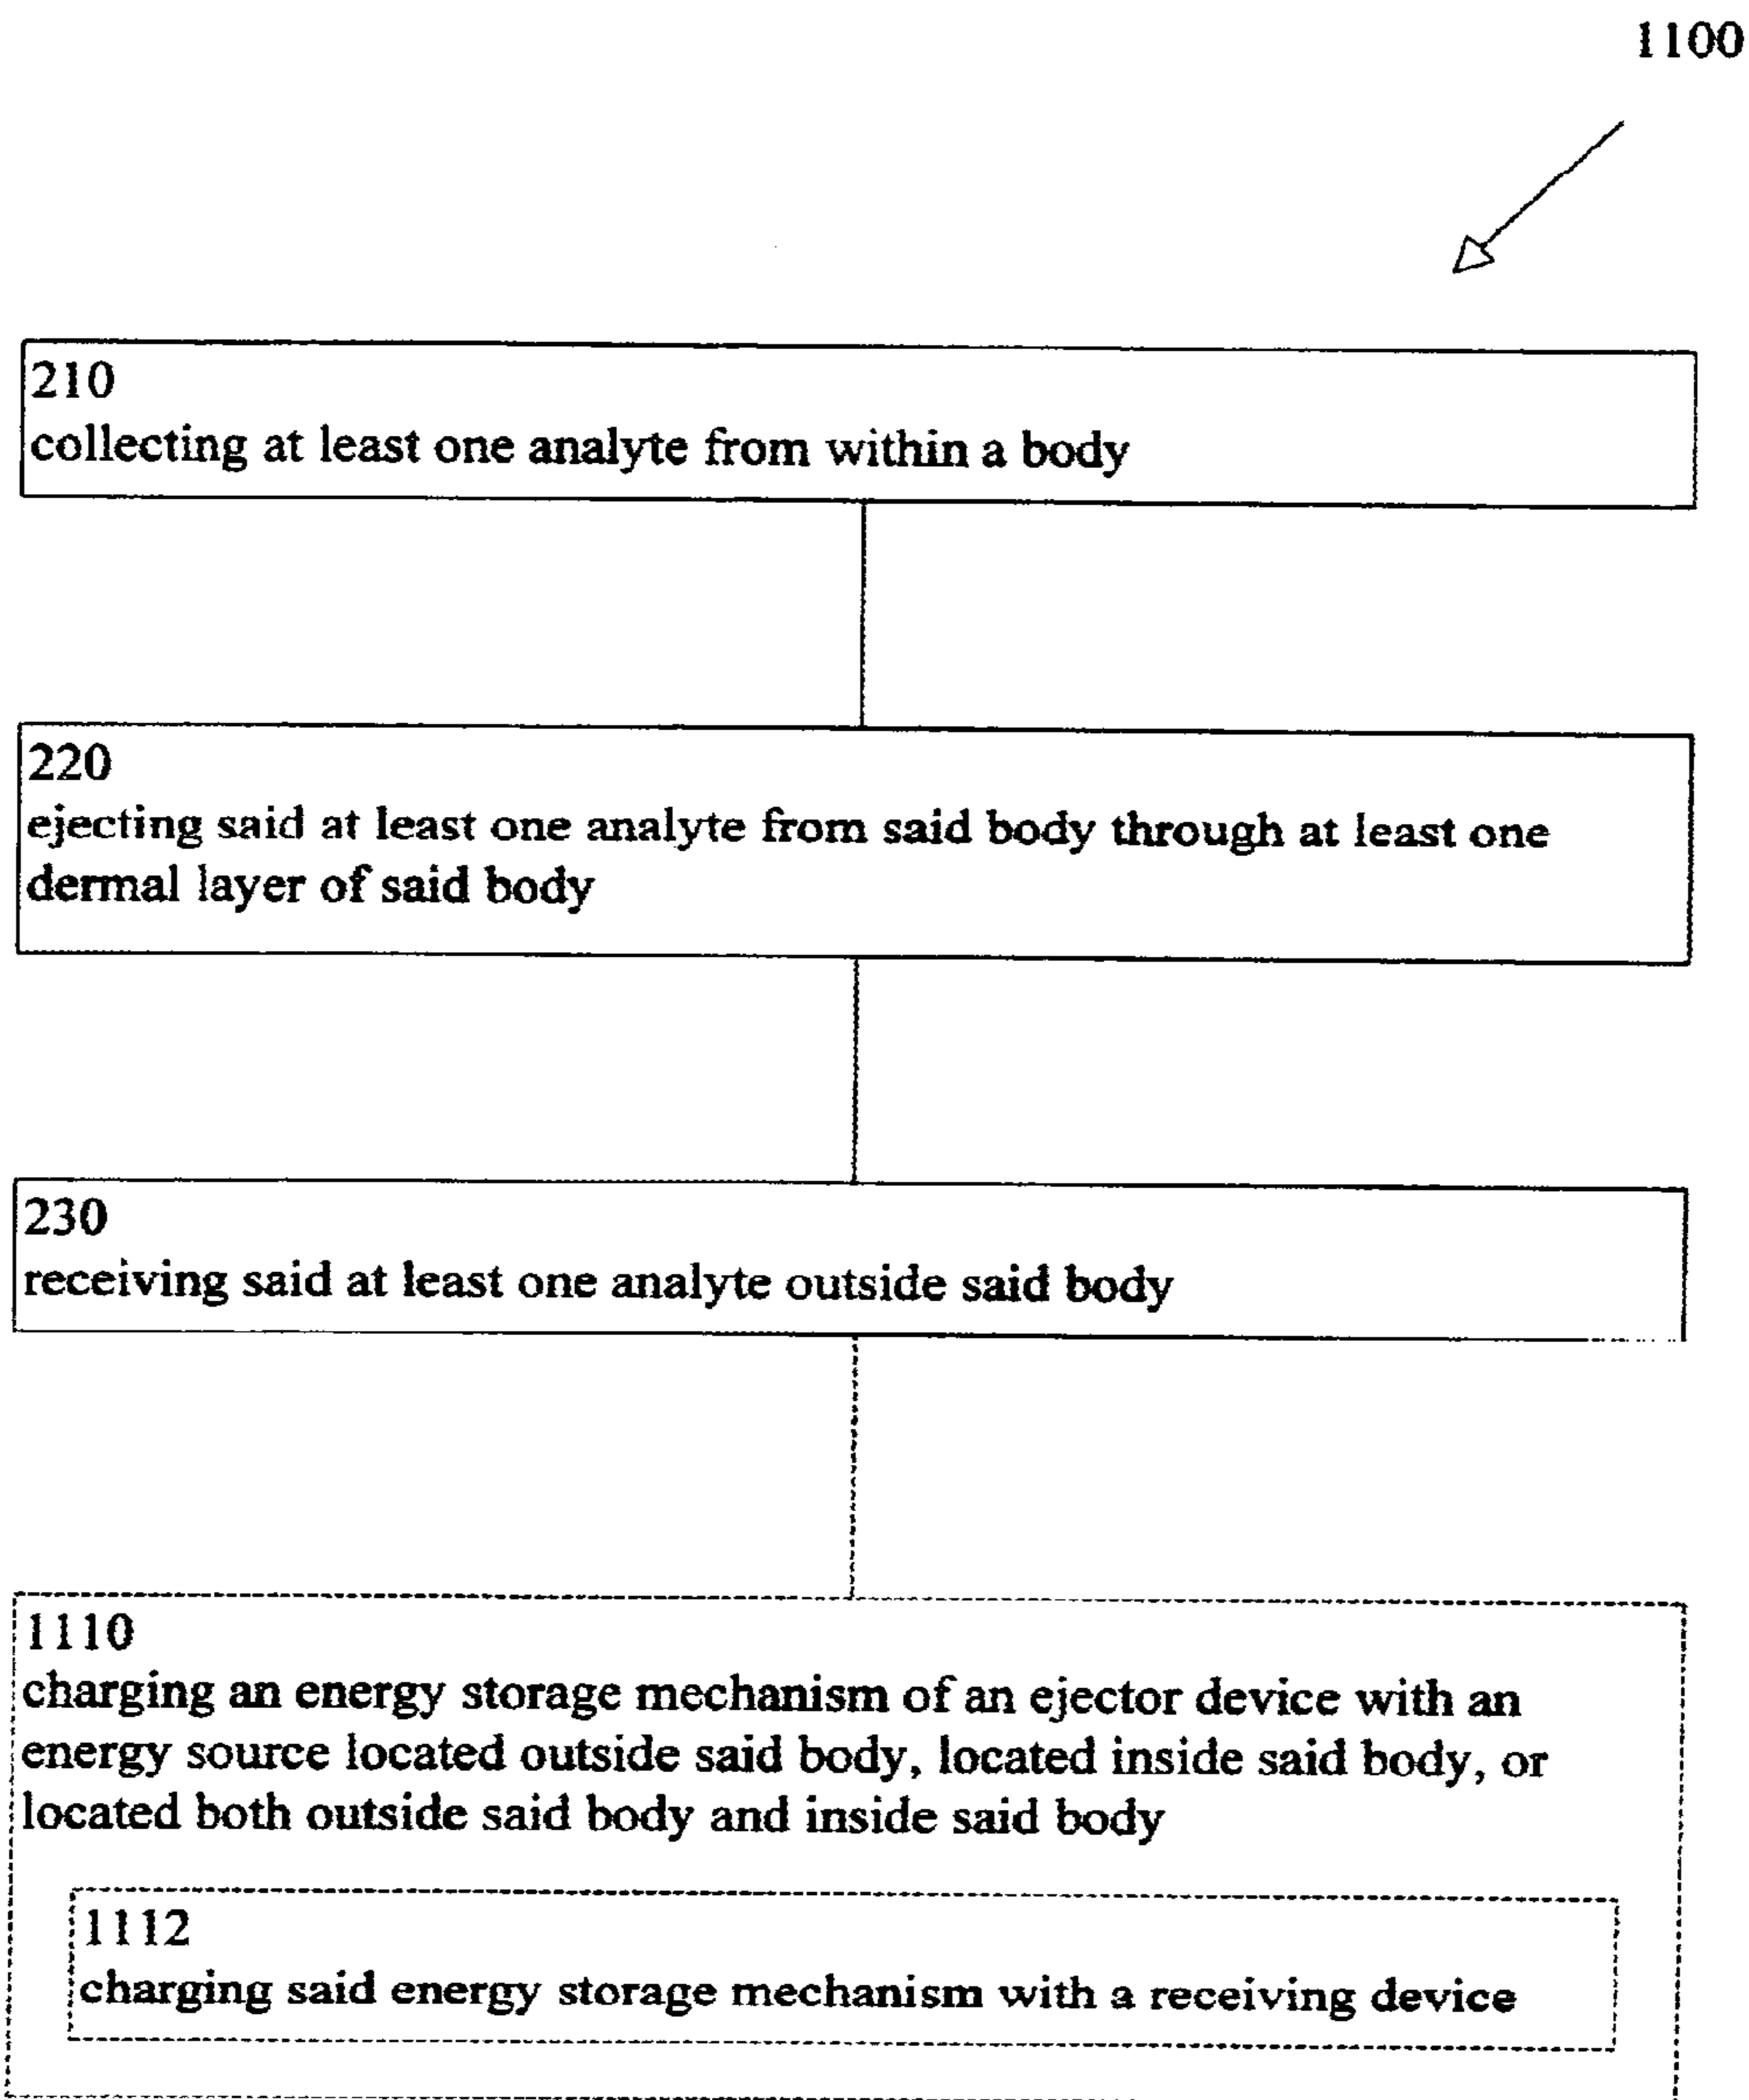 1100
210
collecting at least one analyte from within a body
220
ejecting said at least one analyte from said body through at least one
dermal layer of said body
230
receiving said at least one analyte outside said body
1110
charging an energy storage mechanism of an ejector device with an
energy source located outside said body, located inside said body, or
located both outside said body and inside said body
1112
charging said energy storage mechanism with a receiving device